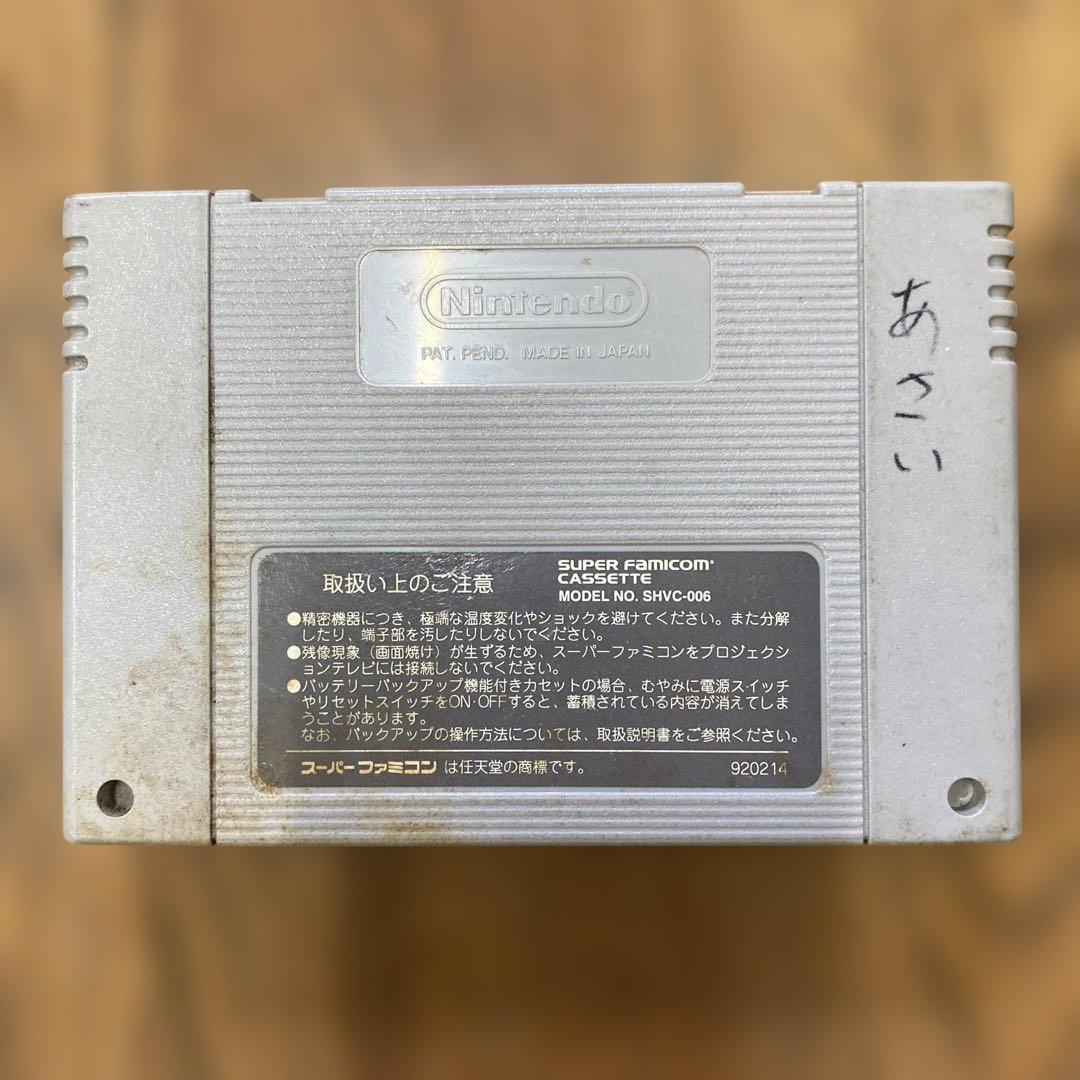 Nintendo®
PAT. PEND. MADE IN JAPAN
あさい
取扱い上のご注意
SUPER FAMICOM®
CASSETTE
MODEL NO. SHVC-006
●精密機器につき、極端な温度変化やショックを避けてください。また分解
したり、端子部を汚したりしないでください。
●残像現象（画面焼け）が生ずるため、スーパーファミコンをプロジェクシ
ョンテレビには接続しないでください。
●バッテリーバックアップ機能付きカセットの場合、むやみに電源スイッチ
やリセットスイッチをON·OFFすると、蓄積されている内容が消えてしま
うことがあります。
なお、バックアップの操作方法については、取扱説明書をご参照ください。
スーパーファミコン は任天堂の商標です。
920214